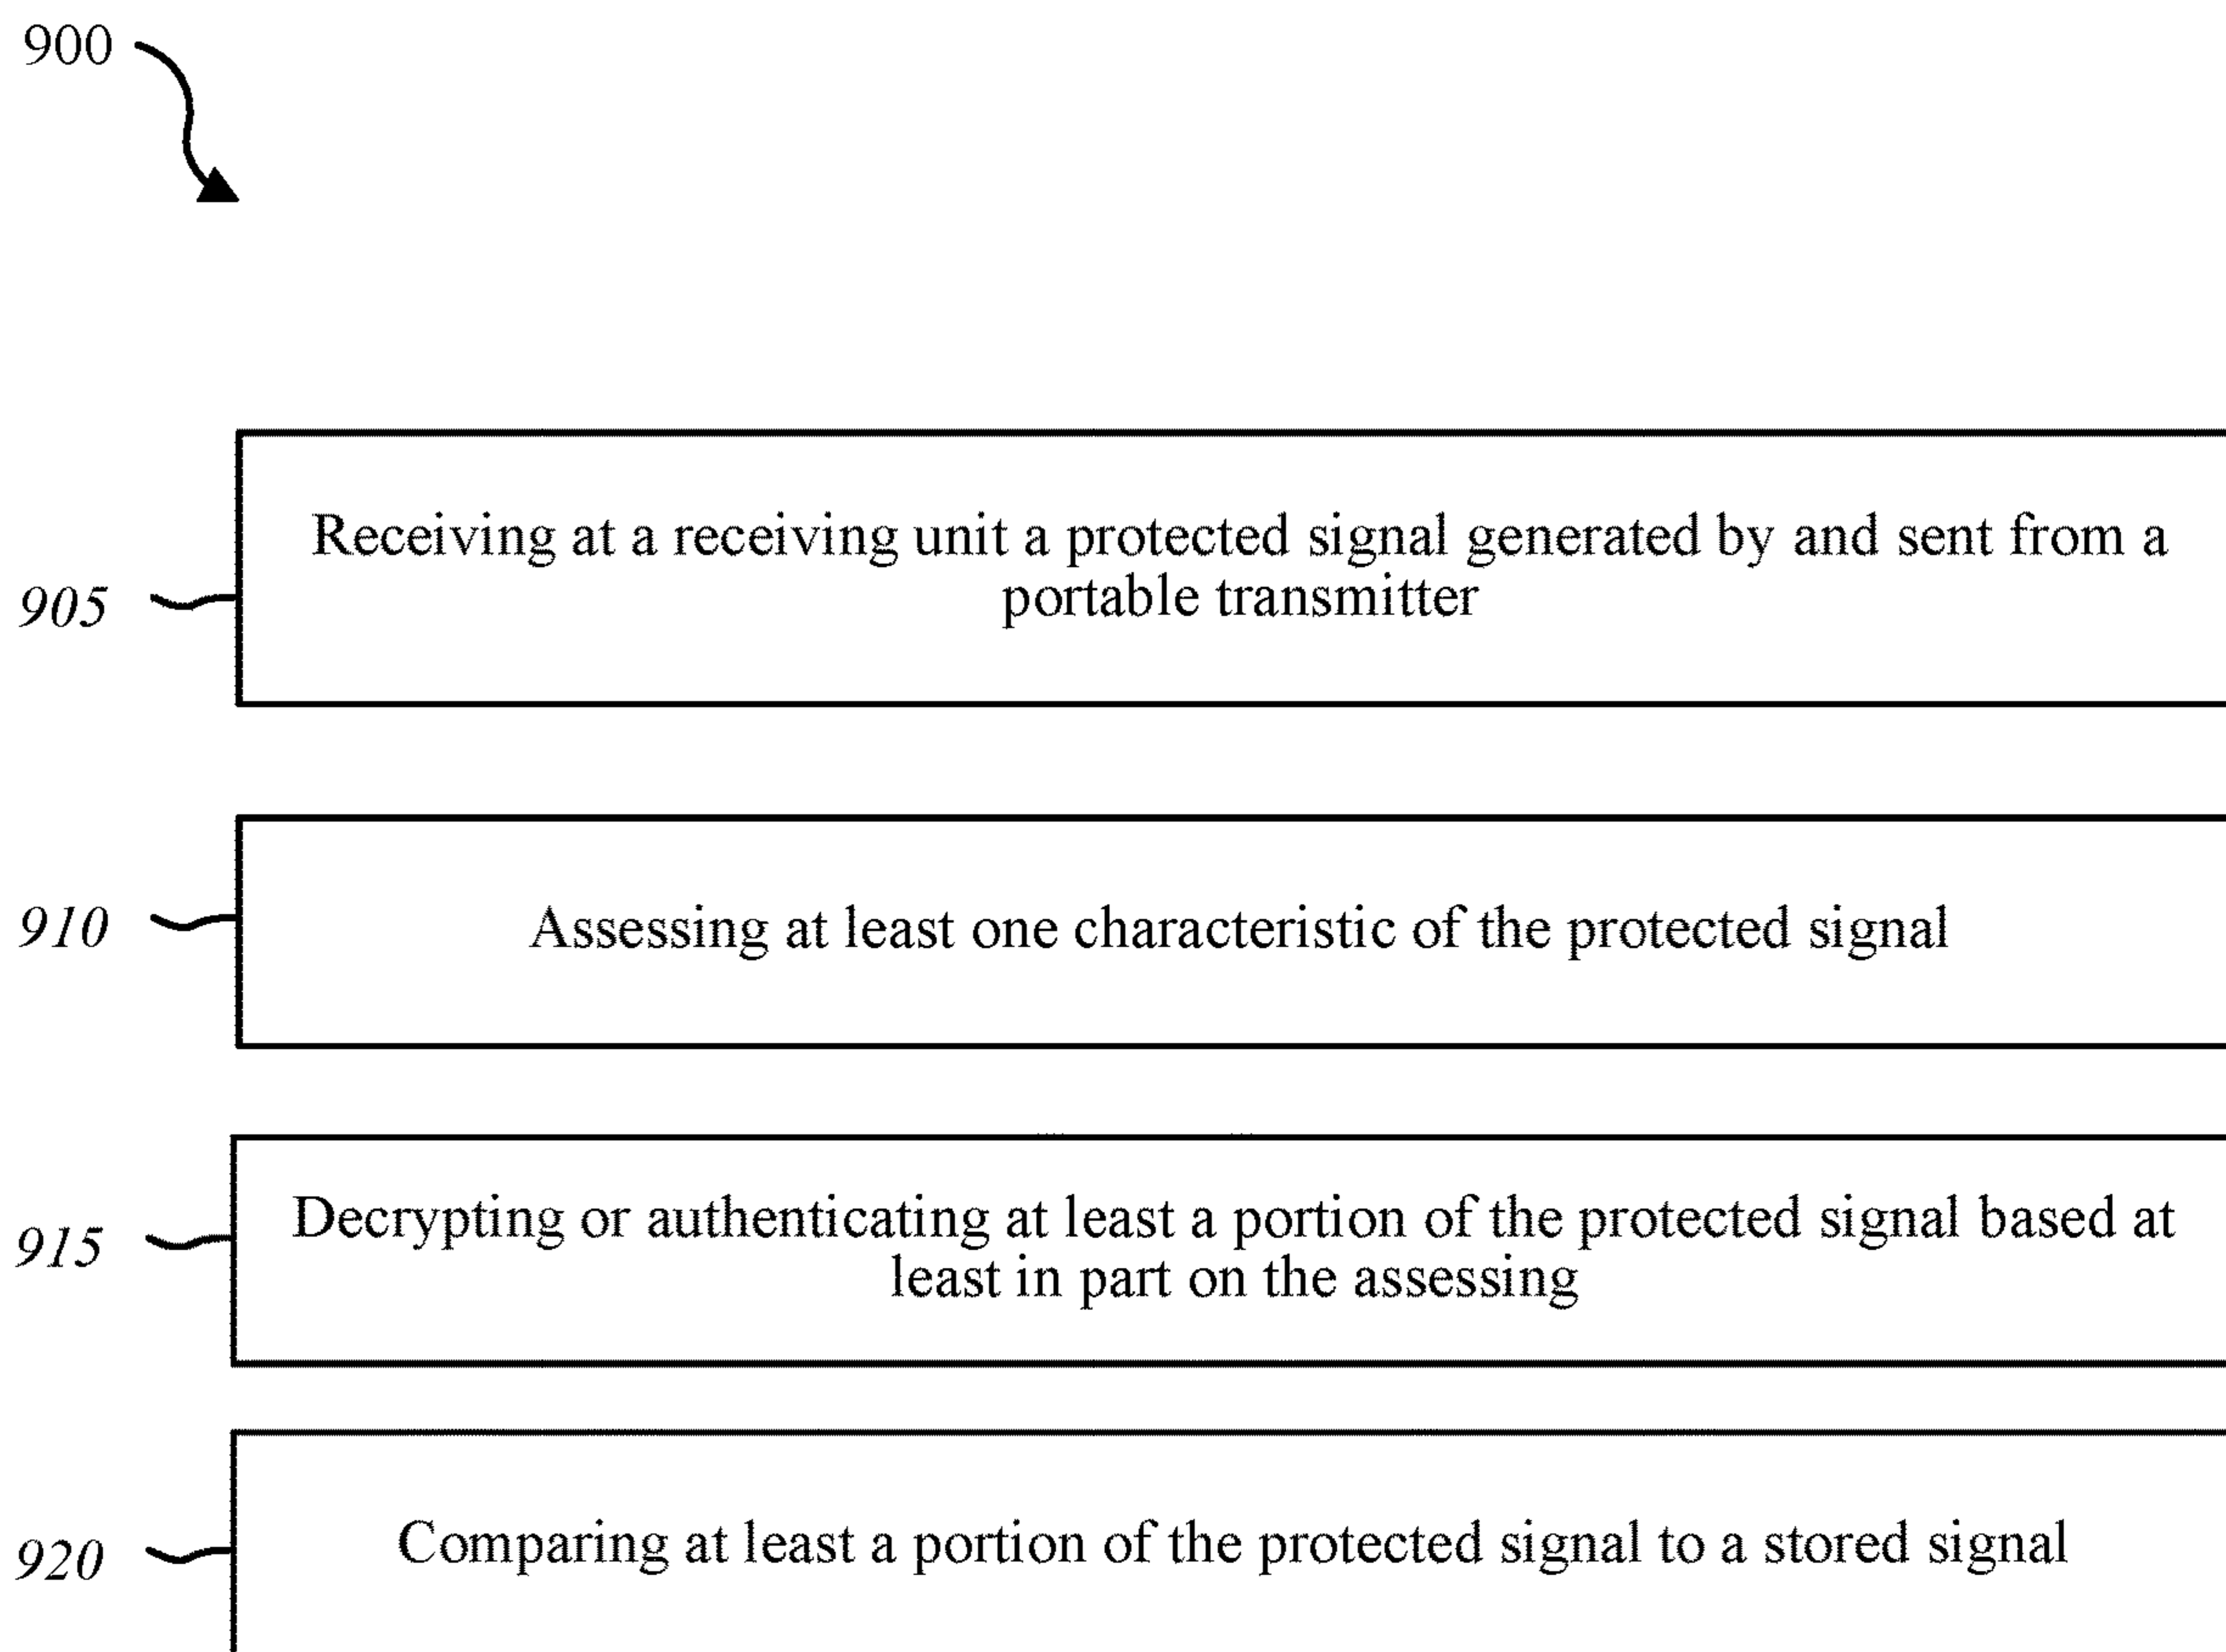 900
Receiving at a receiving unit a protected signal generated by and sent from a
portable transmitter
905
Assessing at least one characteristic of the protected signal
910
Decrypting or authenticating at least a portion of the protected signal based at
least in part on the assessing
915
Comparing at least a portion of the protected signal to a stored signal
920